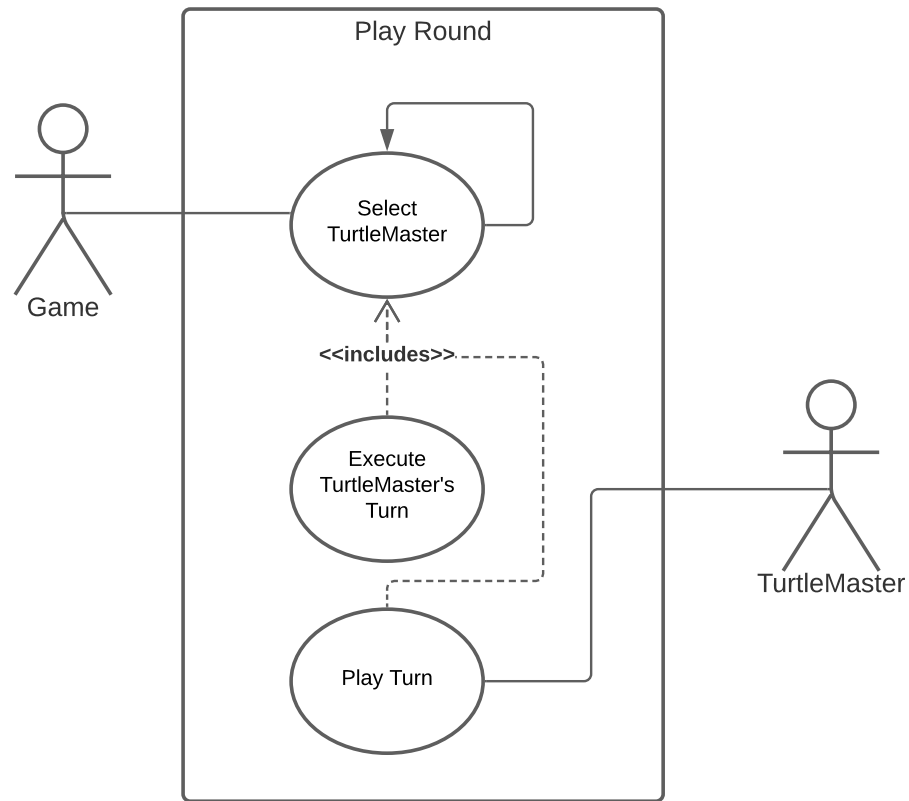 Play Round
Select
TurtleMaster
Game
<<includes>>
Execute
TurtleMaster's
Turn
TurtleMaster
Play Turn